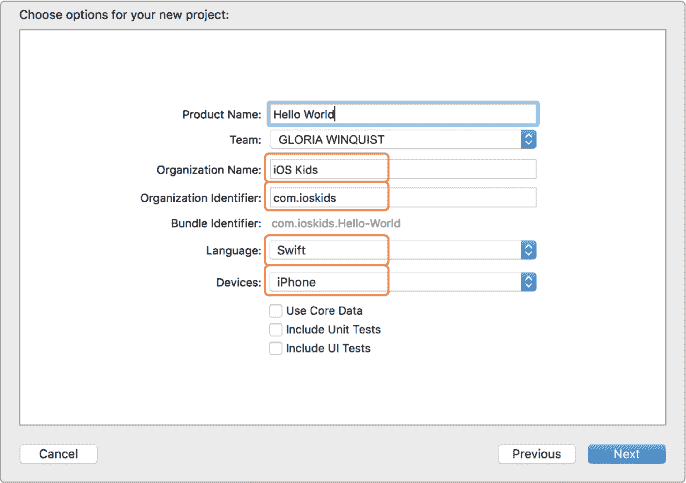 Choose options for your new project:
Product Name: Hello World
Team: GLORIA WINQUIST
Organization Name: iOS Kids
Organization Identifier: com.ioskids
Bundle Identifier: com.ioskids.Hello-World
Language: Swift
Devices: iPhone
Use Core Data
Include Unit Tests
Include UI Tests
Cancel Previous Next